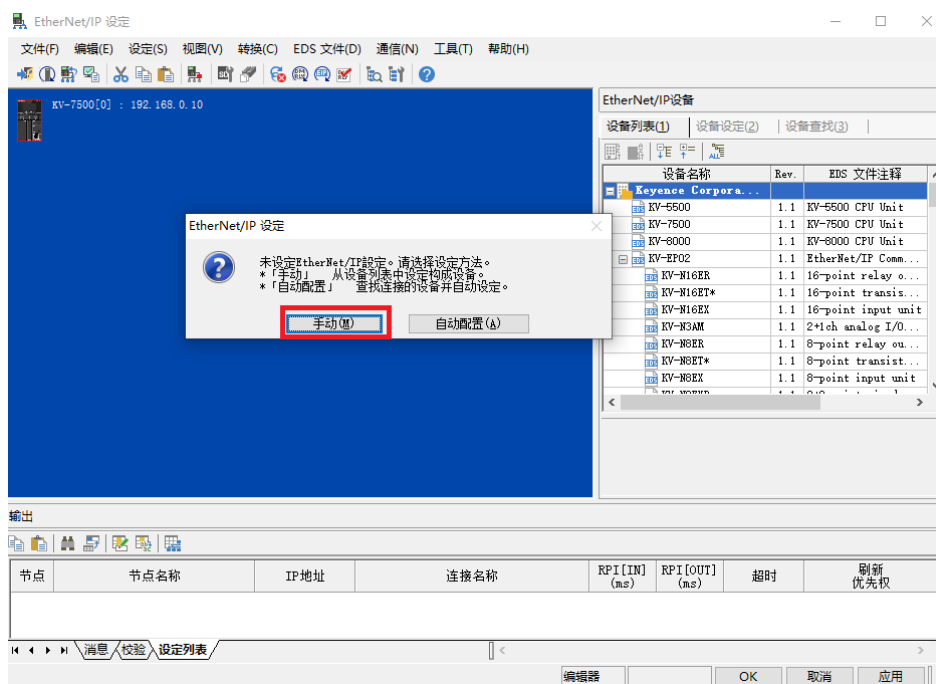 EtherNet/IP 设定
文件(F) 编辑(E) 设定(S) 视图(V) 转换(C) EDS 文件(D) 通信(N) 工具(T) 帮助(H)
KV-7500[0] : 192.168.0.10
EtherNet/IP设备
设备列表(1) 设备设定(2) 设备查找(3)
设备名称 Rev. EDS 文件注释
Keyence Corpora...
KV-5500 1.1 KV-5500 CPU Unit
KV-7500 1.1 KV-7500 CPU Unit
KV-8000 1.1 KV-8000 CPU Unit
KV-EP02 1.1 EtherNet/IP Comm...
KV-N16ER 1.1 16-point relay o...
KV-N16ET* 1.1 16-point transis...
KV-N16EX 1.1 16-point input unit
KV-N3AM 1.1 2+1ch analog I/O...
KV-N8ER 1.1 8-point relay ou...
KV-N8ET* 1.1 8-point transist...
KV-N8EX 1.1 8-point input unit
EtherNet/IP 设定
未设定EtherNet/IP設定。请选择设定方法。
*「手动」 从设备列表中设定构成设备。
*「自动配置」 查找连接的设备并自动设定。
手动(M) 自动配置(A)
输出
节点 节点名称 IP地址 连接名称 RPI[IN] (ms) RPI[OUT] (ms) 超时 刷新 优先权
消息 校验 设定列表
编辑器 OK 取消 应用